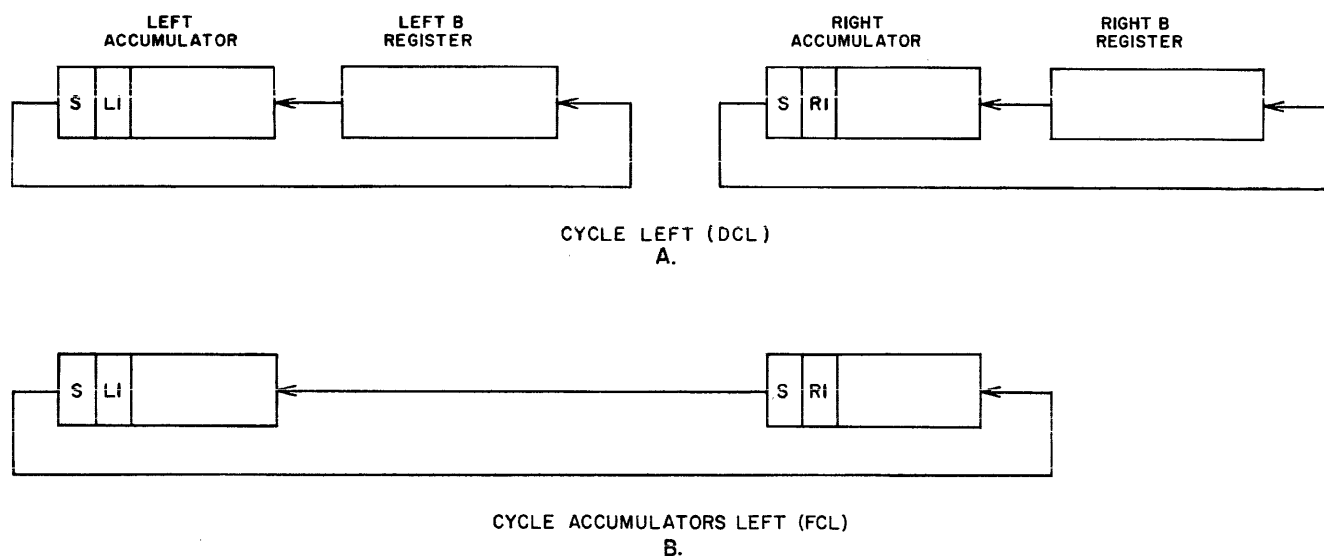 LEFT
ACCUMULATOR
LEFT B
REGISTER
RIGHT
ACCUMULATOR
RIGHT B
REGISTER
S LI
S RI
CYCLE LEFT (DCL)
A.
S LI
S RI
CYCLE ACCUMULATORS LEFT (FCL)
B.